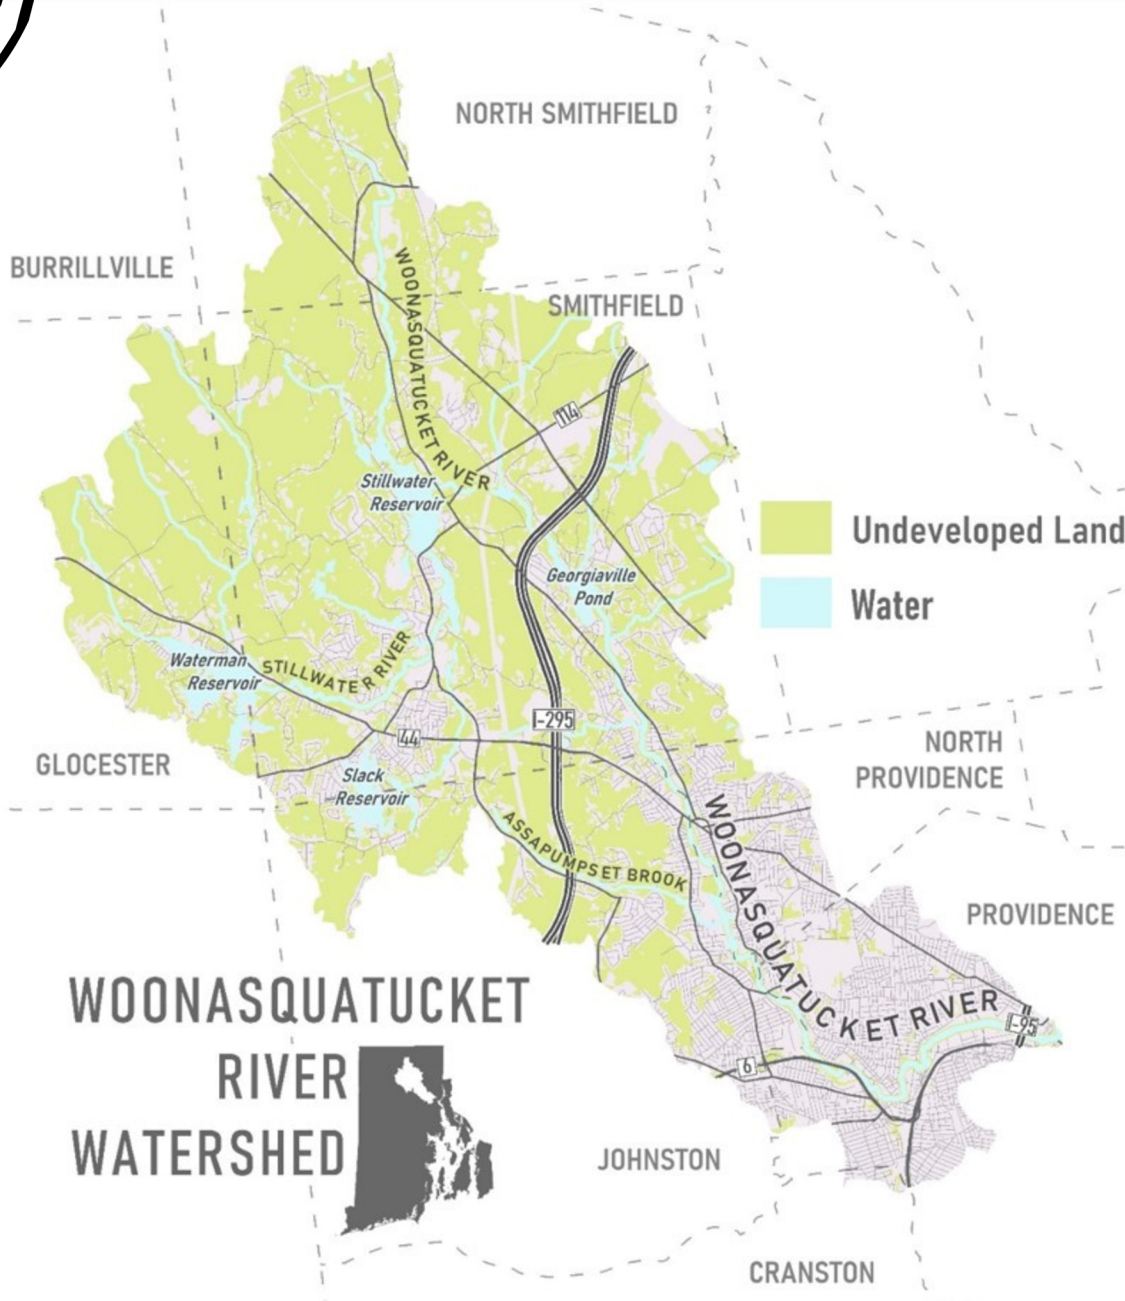 NORTH SMITHFIELD
BURRILLVILLE
SMITHFIELD
WOONASQUATUCKET RIVER
114
Stillwater
Reservoir
Undeveloped Land
Georgiaville
Pond
Water
Waterman
Reservoir
STILLWATER RIVER
I-295
44
NORTH
PROVIDENCE
GLOCESTER
Slack
Reservoir
ASSAPUMPSET BROOK
WOONASQUATUCKET RIVER
PROVIDENCE
I-95
6
WOONASQUATUCKET
RIVER
WATERSHED
JOHNSTON
CRANSTON